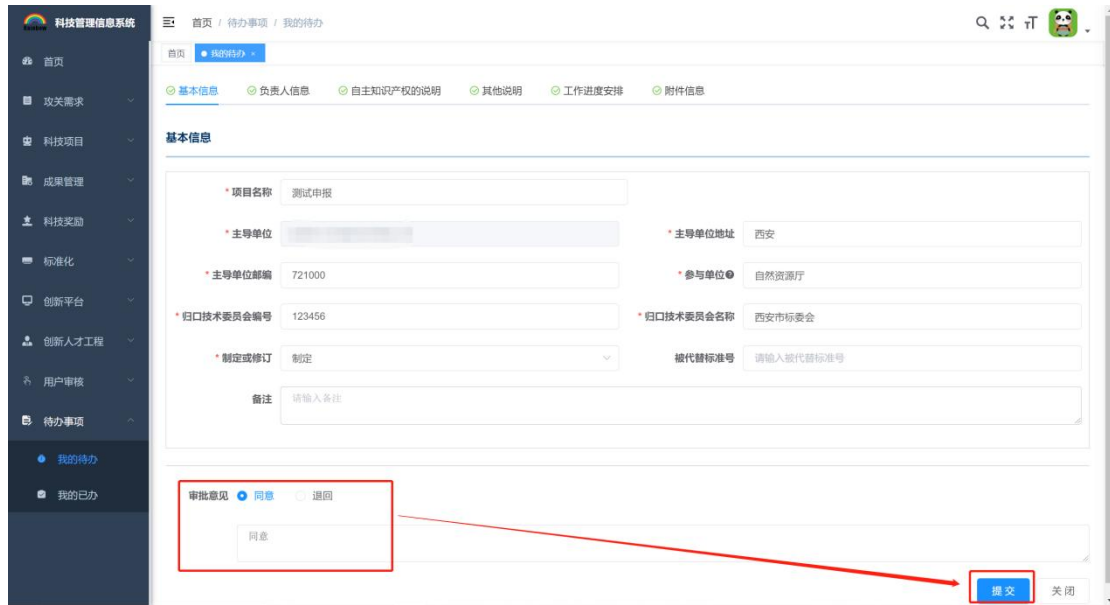 科技管理信息系统
首页 / 待办事项 / 我的待办
首页
我的待办 ×
首页
攻关需求
科技项目
成果管理
科技奖励
标准化
创新平台
创新人才工程
用户审核
待办事项
我的待办
我的已办
基本信息 负责人信息 自主知识产权的说明 其他说明 工作进度安排 附件信息
基本信息
* 项目名称 测试申报
* 主导单位
* 主导单位地址 西安
* 主导单位邮编 721000
* 参与单位 自然资源厅
* 归口技术委员会编号 123456
* 归口技术委员会名称 西安市标委会
* 制定或修订 制定
被代替标准号 请输入被代替标准号
备注 请输入备注
审批意见 同意 退回
同意
提交 关闭